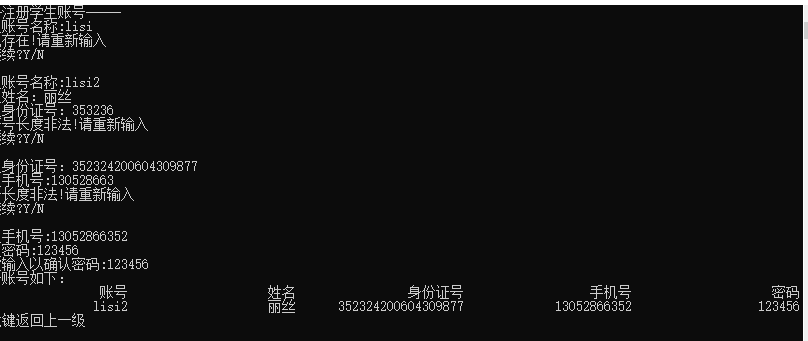 注册学生账号-----
账号名称:lisi
存在!请重新输入
续?Y/N
账号名称:lisi2
姓名: 丽丝
身份证号: 353236
号长度非法!请重新输入
续?Y/N
身份证号: 352324200604309877
手机号:130528663
长度非法!请重新输入
续?Y/N
手机号:13052866352
密码:123456
输入以确认密码:123456
账号如下:
账号 姓名 身份证号 手机号 密码
lisi2 丽丝 352324200604309877 13052866352 123456
键返回上一级